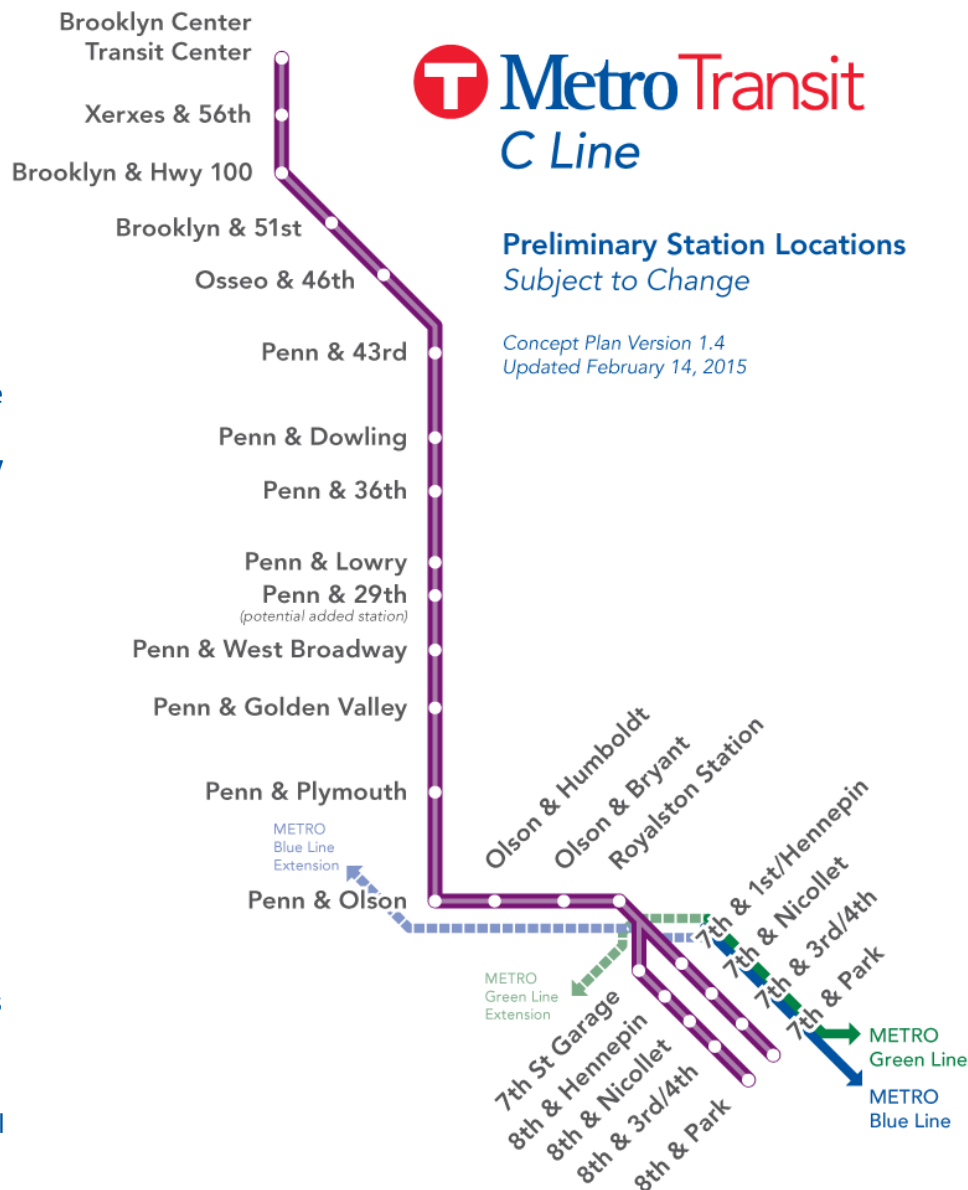 Brooklyn Center
Transit Center
Xerxes & 56th
Brooklyn & Hwy 100
Brooklyn & 51st
Osseo & 46th
Penn & 43rd
Penn & Dowling
Penn & 36th
Penn & Lowry
Penn & 29th
(potential added station)
Penn & West Broadway
Penn & Golden Valley
Penn & Plymouth
Penn & Olson
T MetroTransit
C Line
Preliminary Station Locations
Subject to Change
Concept Plan Version 1.4
Updated February 14, 2015
Olson & Humboldt
Olson & Bryant
Royalston Station
7th & 1st/Hennepin
7th & Nicollet
7th & 3rd/4th
7th & Park
METRO
Blue Line
Extension
METRO
Green Line
Extension
7th St Garage
8th & Hennepin
8th & Nicollet
8th & 3rd/4th
8th & Park
METRO
Green Line
METRO
Blue Line